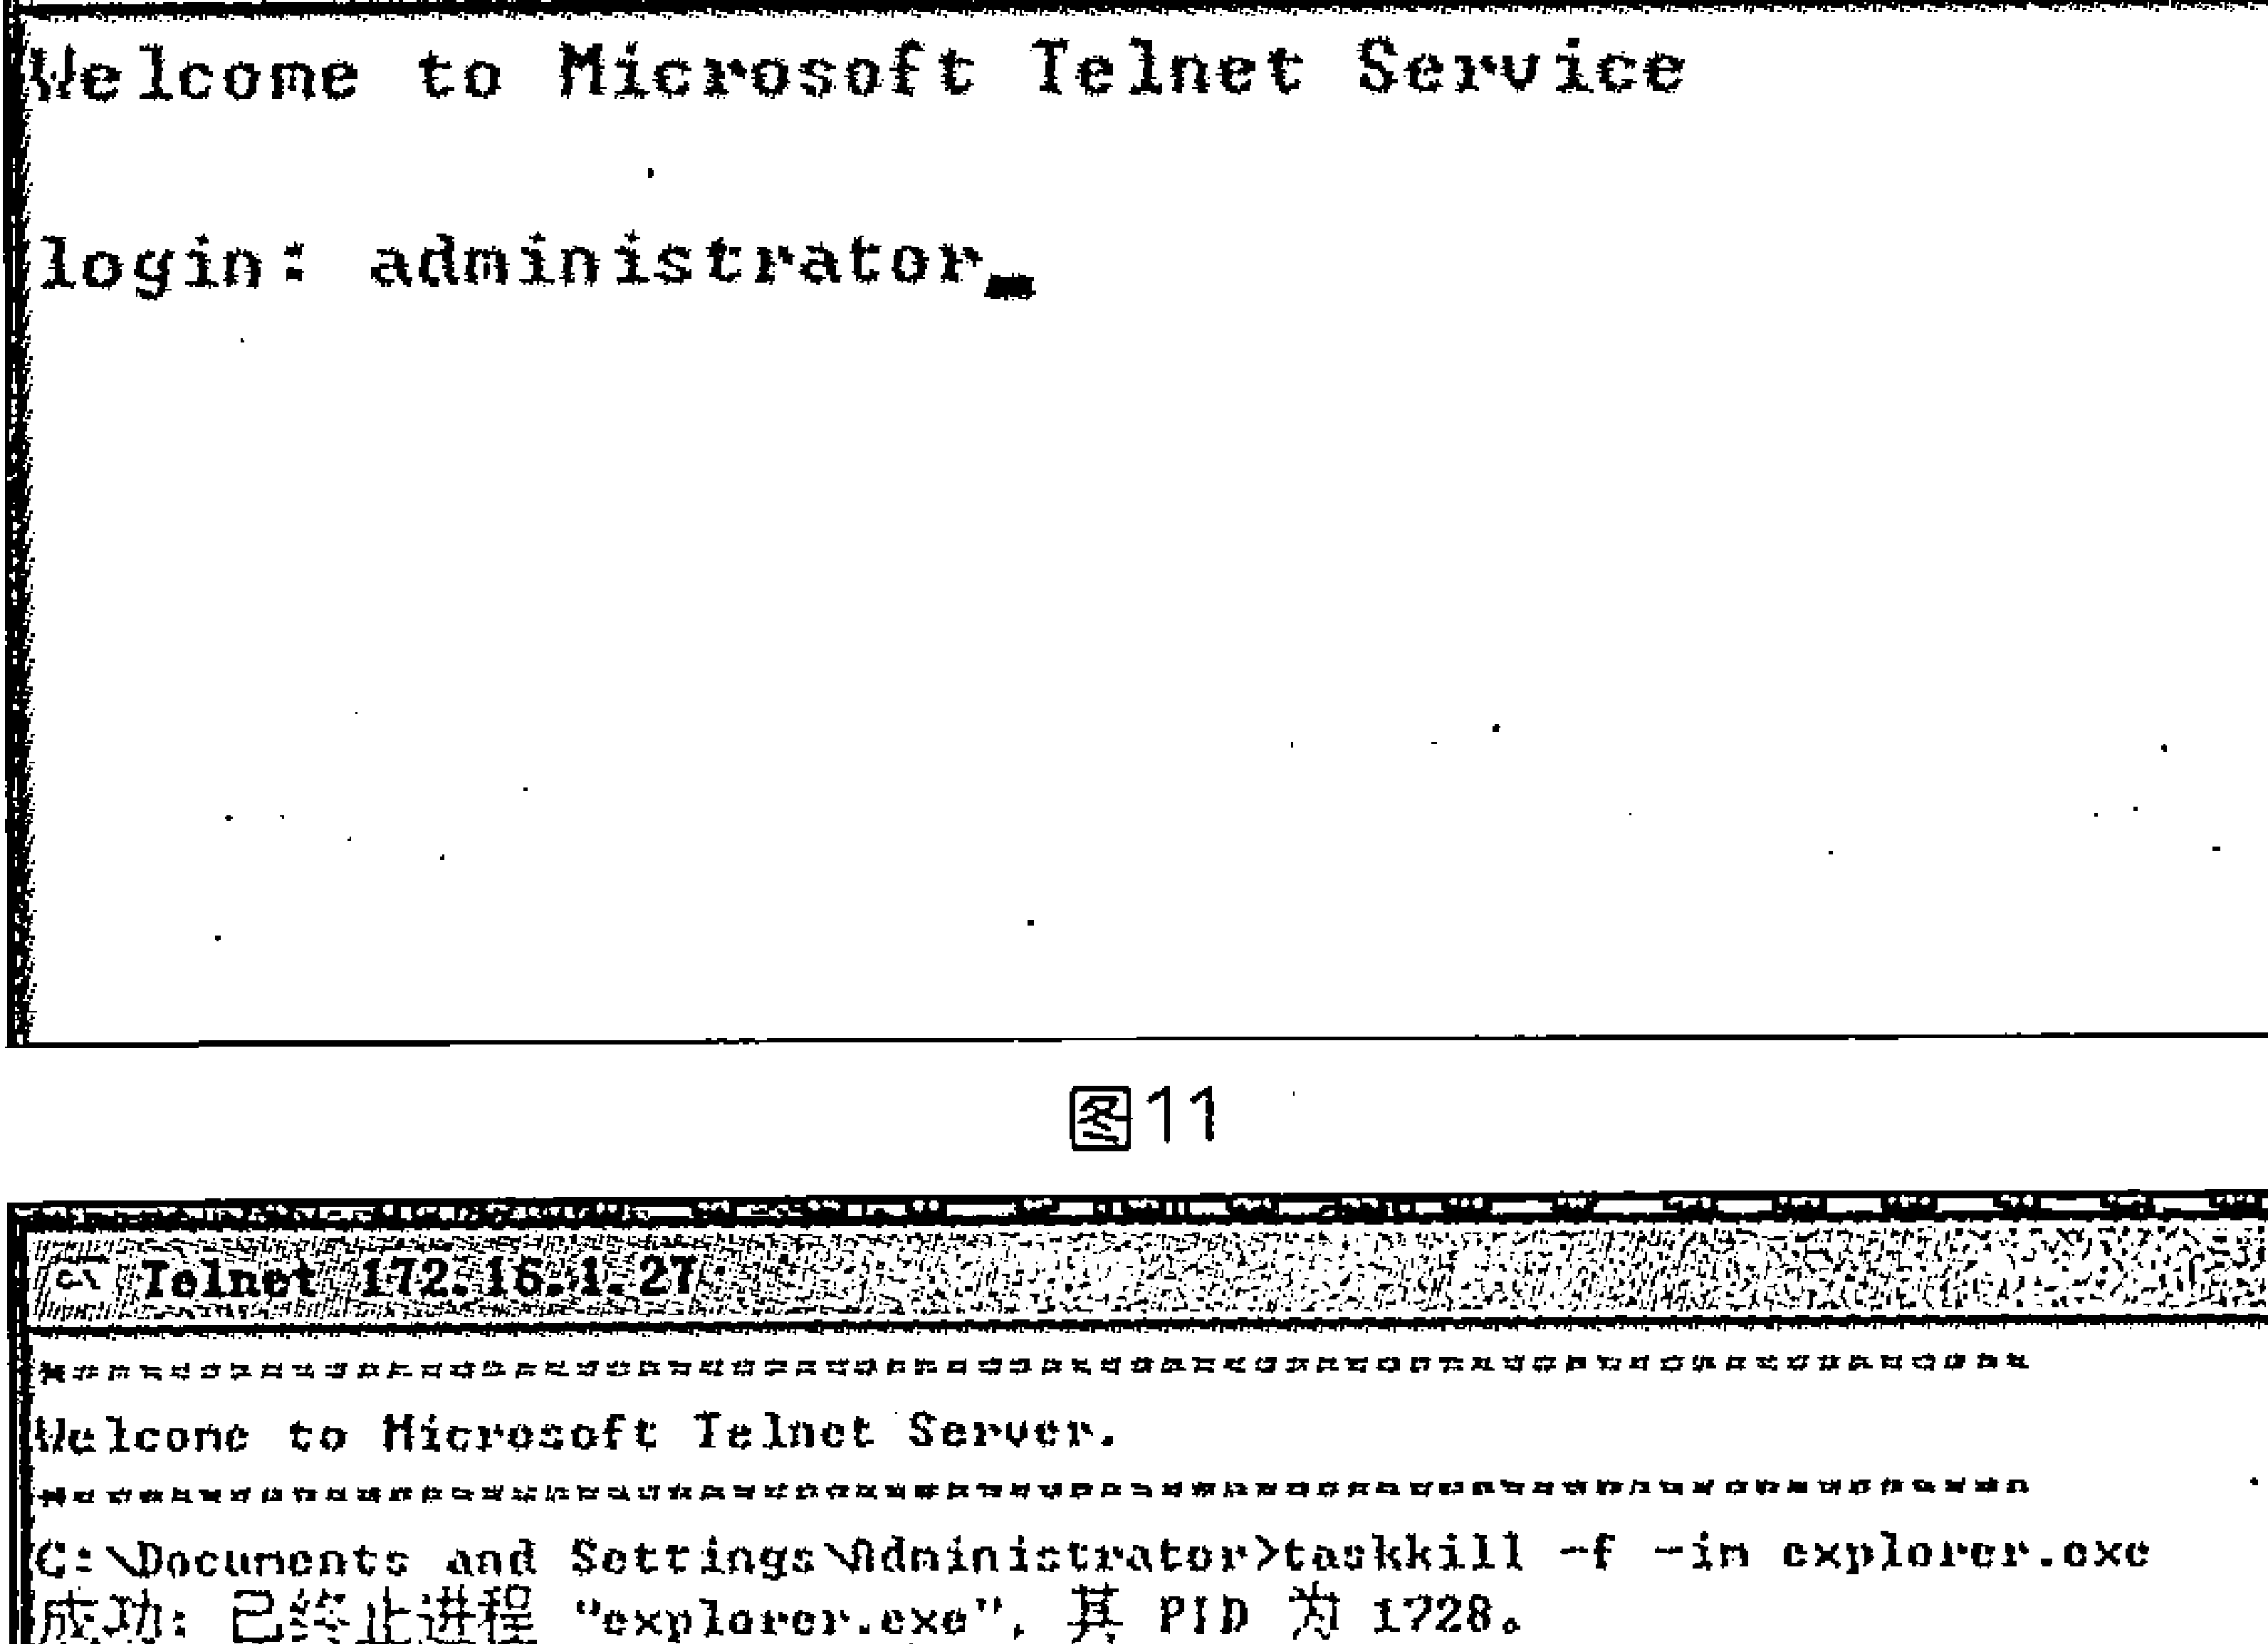 Welcome to Microsoft Telnet Service
login: administrator_
图11
Telnet 172.16.1.27
Welcome to Microsoft Telnet Server.
C:\Documents and Settings\Administrator>taskkill -f -im explorer.exe
成功: 已终止进程 "explorer.exe", 其 PID 为 1728。